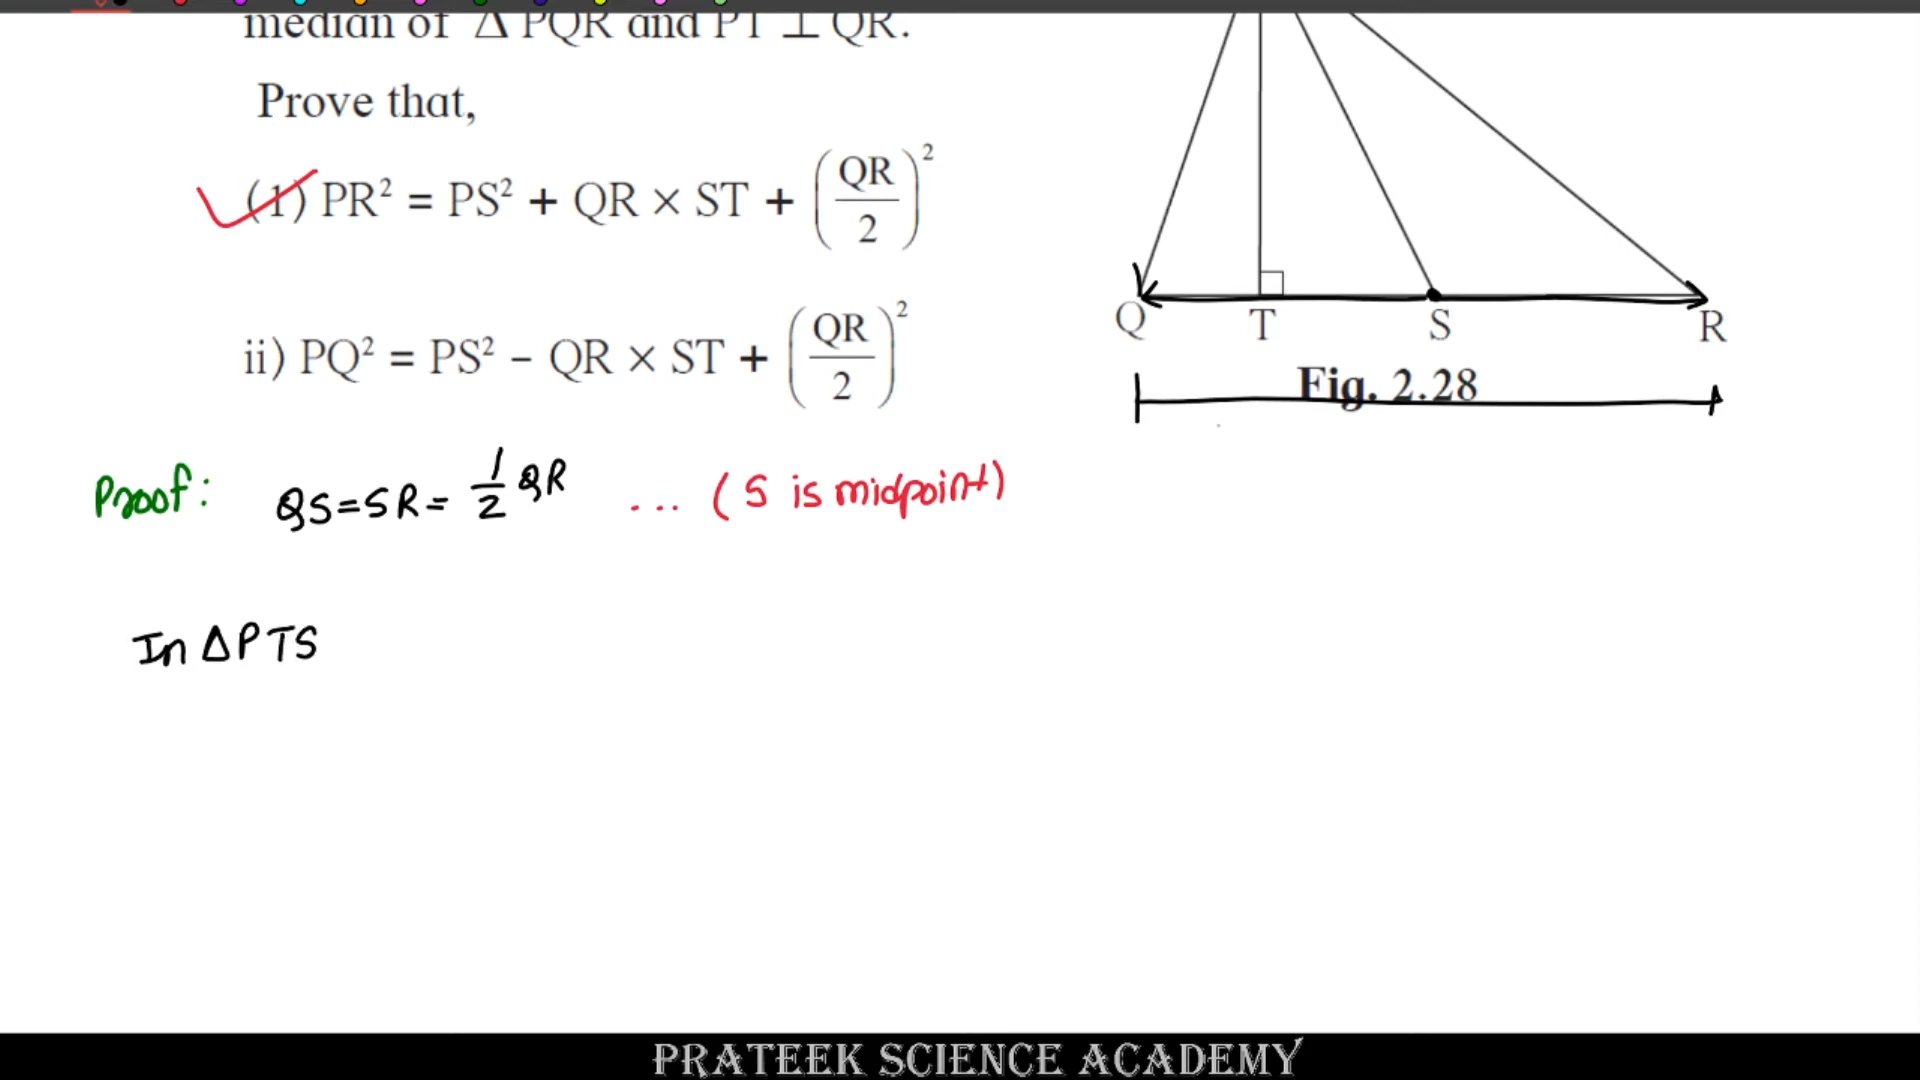 median of Δ PQR and PT ⊥ QR.
Prove that,
(1) PR² = PS² + QR × ST + (QR/2)²
ii) PQ² = PS² – QR × ST + (QR/2)²
Q T S R
Fig. 2.28
Proof: QS=SR= 1/2 QR ... (S is midpoint)
In ΔPTS
PRATEEK SCIENCE ACADEMY